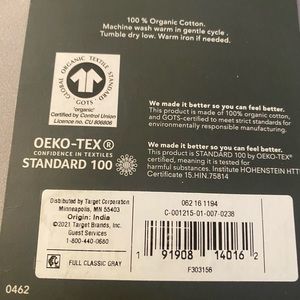 100 % Organic Cotton.
Machine wash warm in gentle cycle.
Tumble dry low. Warm iron if needed.
GLOBAL ORGANIC TEXTILE STANDARD
GOTS
"organic"
Certified by Control Union
Licence no. CU 806806
We made it better so you can feel better.
This product is made of 100% organic cotton,
and GOTS-certified to meet strict standards for
environmentally responsible manufacturing.
OEKO-TEX®
CONFIDENCE IN TEXTILES
STANDARD 100
We made it better so you can feel better.
This product is STANDARD 100 by OEKO-TEX®
certified, meaning it is tested for
harmful substances. Institute HOHENSTEIN HTT
Certificate 15.HIN.75814
Distributed by Target Corporation
Minneapolis, MN 55403
Origin: India
©2021 Target Brands, Inc.
Guest Services
1-800-440-0680
FULL CLASSIC GRAY
062 16 1194
C-001215-01-007-0238
1 91908 14016 2
F303156
0462